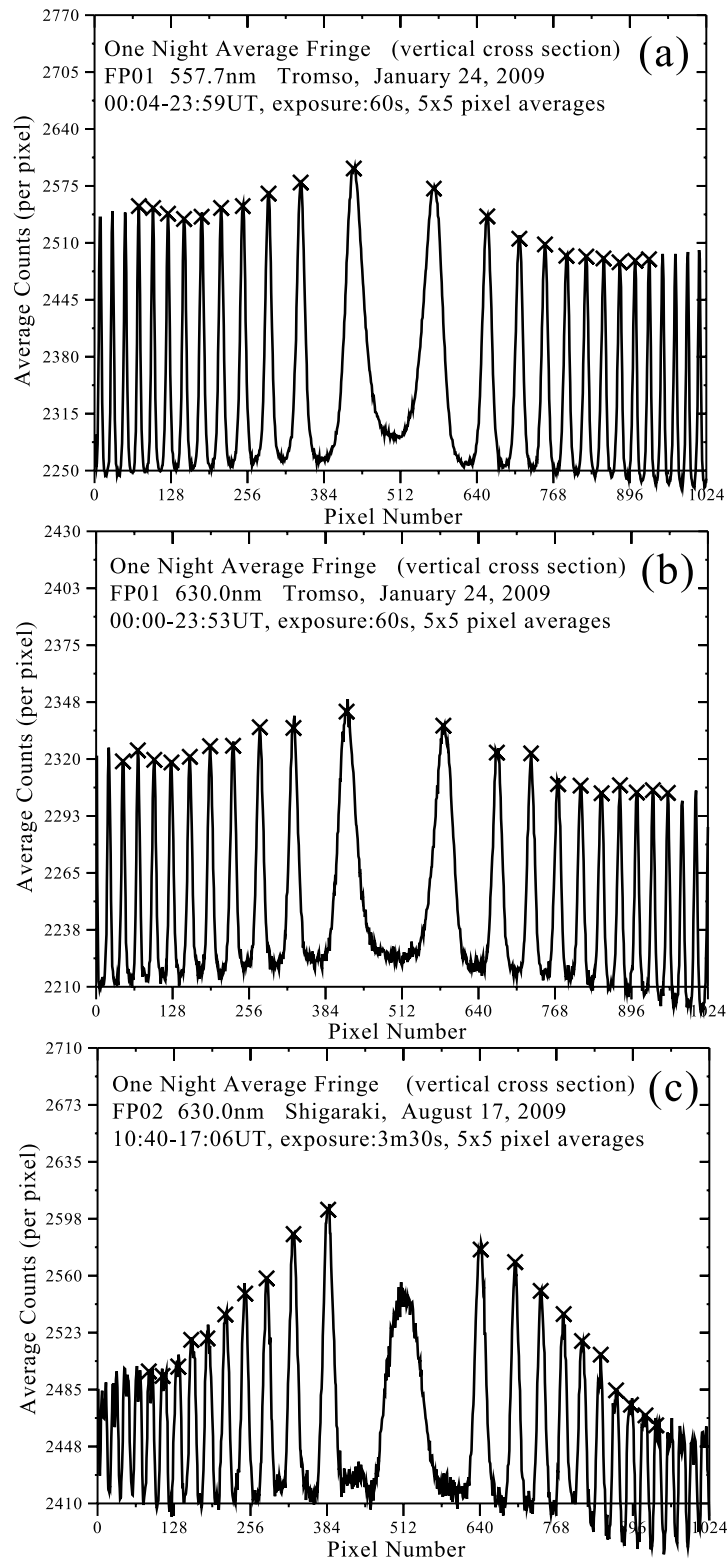 2770
One Night Average Fringe (vertical cross section) (a)
2705
FP01 557.7nm Tromso, January 24, 2009
00:04-23:59UT, exposure:60s, 5x5 pixel averages
2640
2575
2510
2445
2380
2315
2250
Average Counts (per pixel)
0 128 256 384 512 640 768 896 1024
Pixel Number
2430
One Night Average Fringe (vertical cross section) (b)
2403
FP01 630.0nm Tromso, January 24, 2009
00:00-23:53UT, exposure:60s, 5x5 pixel averages
2375
2348
2320
2293
2265
2238
2210
Average Counts (per pixel)
0 128 256 384 512 640 768 896 1024
Pixel Number
2710
One Night Average Fringe (vertical cross section) (c)
2673
FP02 630.0nm Shigaraki, August 17, 2009
10:40-17:06UT, exposure:3m30s, 5x5 pixel averages
2635
2598
2560
2523
2485
2448
2410
Average Counts (per pixel)
0 128 256 384 512 640 768 896 1024
Pixel Number